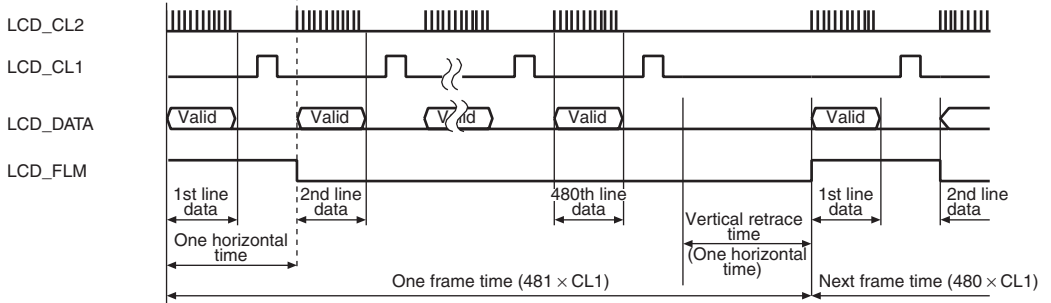 LCD_CL2
LCD_CL1
LCD_DATA
Valid
Valid
Valid
Valid
Valid
LCD_FLM
1st line
data
2nd line
data
480th line
data
1st line
data
2nd line
data
One horizontal
time
Vertical retrace
time
(One horizontal
time)
One frame time (481 × CL1)
Next frame time (480 × CL1)